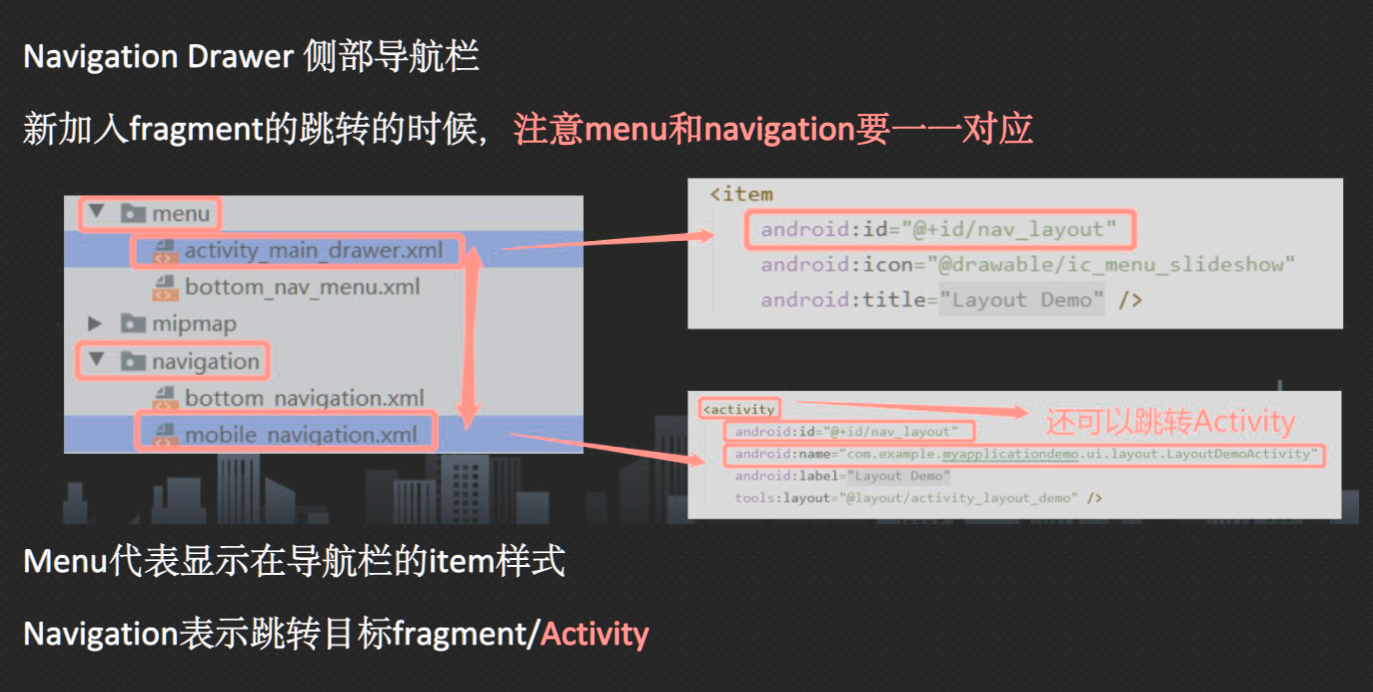 Navigation Drawer 侧部导航栏
新加入fragment的跳转的时候，注意menu和navigation要一一对应
menu
activity_main_drawer.xml
bottom_nav_menu.xml
mipmap
navigation
bottom_navigation.xml
mobile_navigation.xml
<item
android:id="@+id/nav_layout"
android:icon="@drawable/ic_menu_slideshow"
android:title="Layout Demo" />
<activity
还可以跳转Activity
android:id="@+id/nav_layout"
android:name="com.example.myapplicationdemo.ui.layout.LayoutDemoActivity"
android:label="Layout Demo"
tools:layout="@layout/activity_layout_demo" />
Menu代表显示在导航栏的item样式
Navigation表示跳转目标fragment/Activity